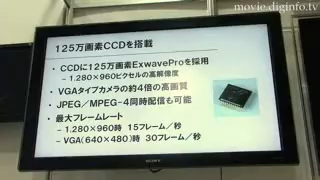 movie.diginfo.tv
125万画素CCDを搭載
• CCDに125万画素ExwaveProを採用
– 1,280×960ピクセルの高解像度
• VGAタイプカメラの約4倍の高画質
• JPEG/MPEG-4同時配信も可能
• 最大フレームレート
– 1,280×960時 15フレーム/秒
– VGA(640×480)時 30フレーム/秒
SONY